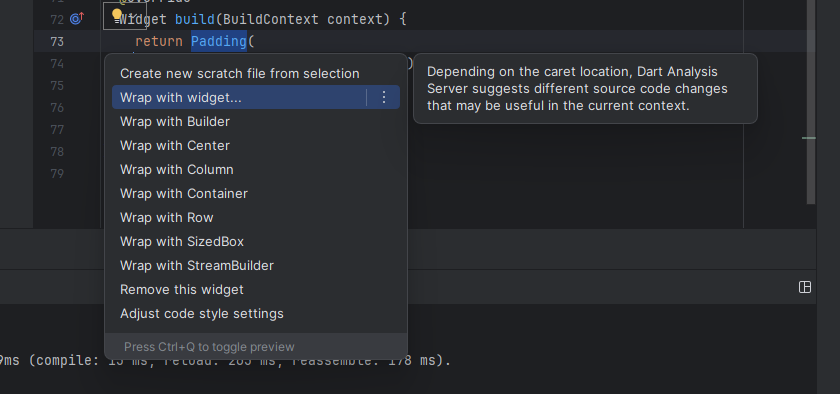 72 Widget build(BuildContext context) {
73 return Padding(
74 )
75
76
77
78
79
Create new scratch file from selection
Wrap with widget...
Wrap with Builder
Wrap with Center
Wrap with Column
Wrap with Container
Wrap with Row
Wrap with SizedBox
Wrap with StreamBuilder
Remove this widget
Adjust code style settings
Press Ctrl+Q to toggle preview
Depending on the caret location, Dart Analysis
Server suggests different source code changes
that may be useful in the current context.
9ms (compile: 15 ms, reload: 265 ms, reassemble: 178 ms).